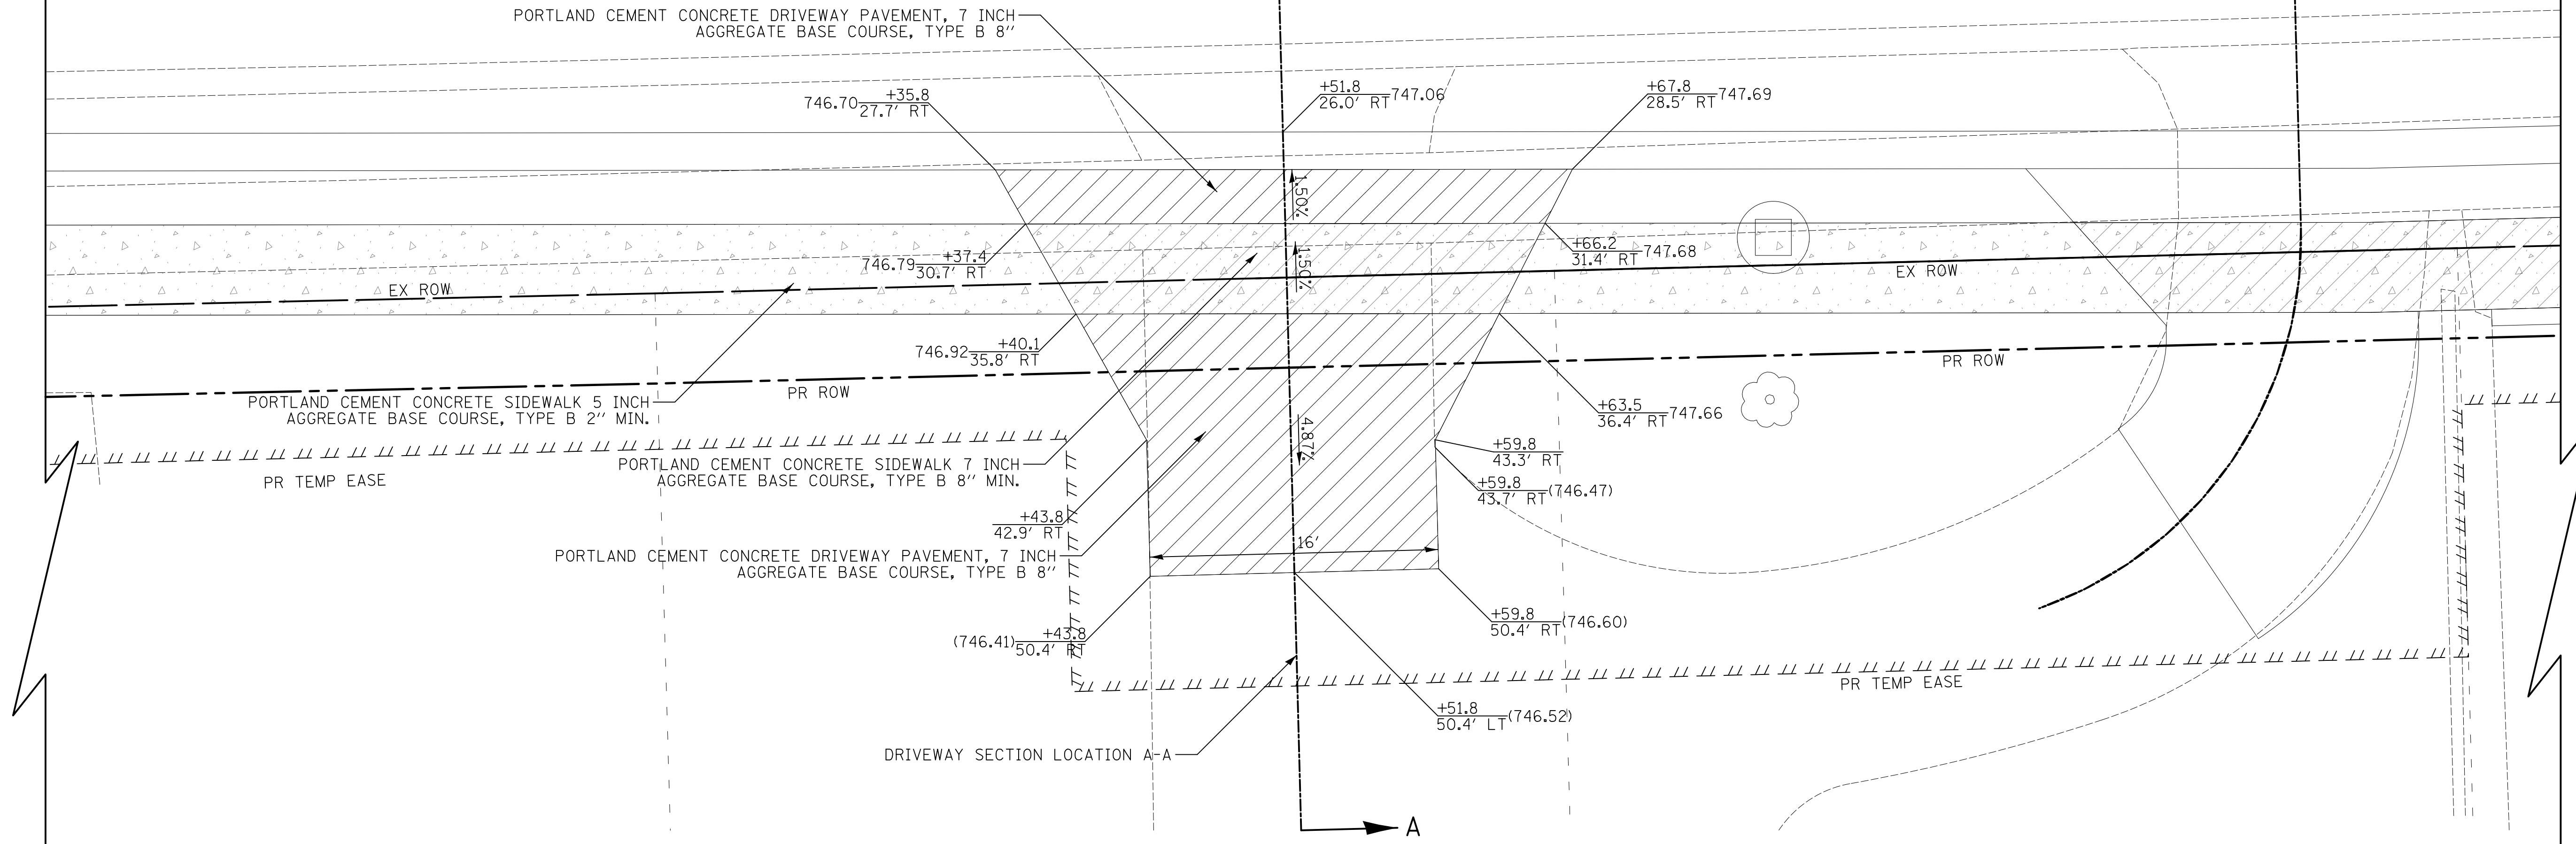 PORTLAND CEMENT CONCRETE DRIVEWAY PAVEMENT, 7 INCH
AGGREGATE BASE COURSE, TYPE B 8"
746.70 +35.8
27.7' RT
+51.8
26.0' RT 747.06
+67.8
28.5' RT 747.69
1.50%
746.79 +37.4
30.7' RT
1.50%
+66.2
31.4' RT 747.68
EX ROW
EX ROW
746.92 +40.1
35.8' RT
PR ROW
PR ROW
PORTLAND CEMENT CONCRETE SIDEWALK 5 INCH
AGGREGATE BASE COURSE, TYPE B 2" MIN.
+63.5
36.4' RT 747.66
4.87%
+59.8
43.3' RT
PORTLAND CEMENT CONCRETE SIDEWALK 7 INCH
AGGREGATE BASE COURSE, TYPE B 8" MIN.
PR TEMP EASE
+59.8
43.7' RT (746.47)
+43.8
42.9' RT
16'
PORTLAND CEMENT CONCRETE DRIVEWAY PAVEMENT, 7 INCH
AGGREGATE BASE COURSE, TYPE B 8"
+59.8
50.4' RT (746.60)
(746.41) +43.8
50.4' RT
PR TEMP EASE
+51.8
50.4' LT (746.52)
DRIVEWAY SECTION LOCATION A-A
A